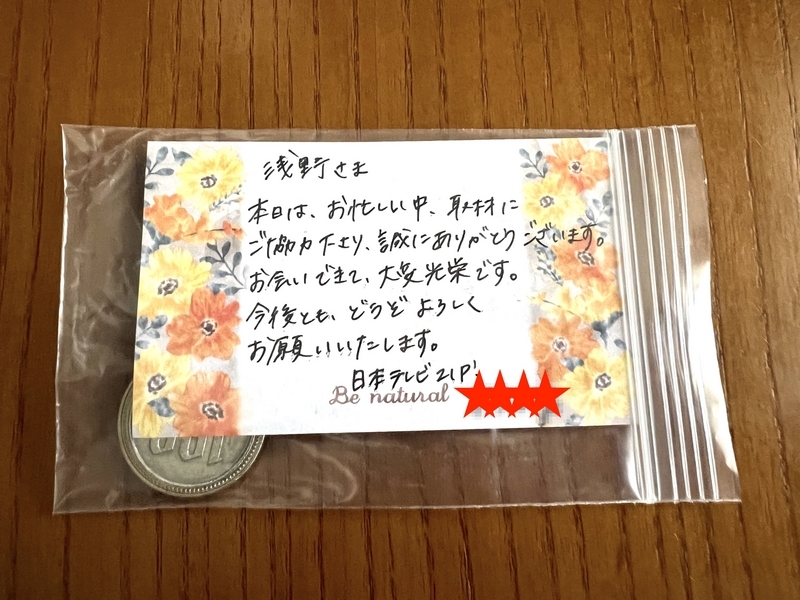 浅野さま
本日は、お忙しい中、取材に
ご協力下さり、誠にありがとうございます。
お会いできて、大変光栄です。
今後とも、どうぞよろしく
お願いいたします。
日本テレビZIP!
Be natural
100